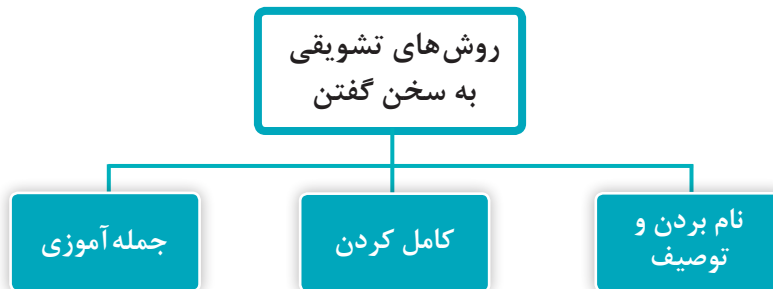 روش‌های تشویقی
به سخن گفتن
نام بردن و
توصیف
کامل کردن
جمله‌آموزی